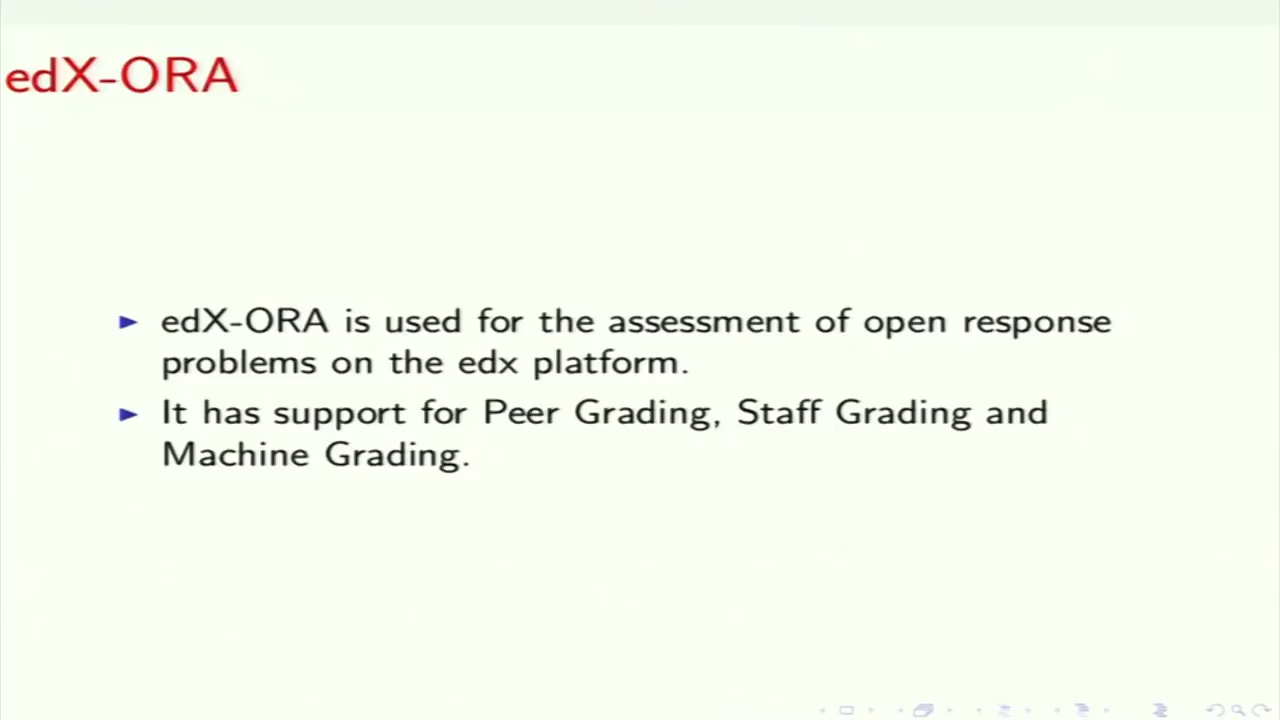 edX-ORA
edX-ORA is used for the assessment of open response
problems on the edx platform.
It has support for Peer Grading, Staff Grading and
Machine Grading.